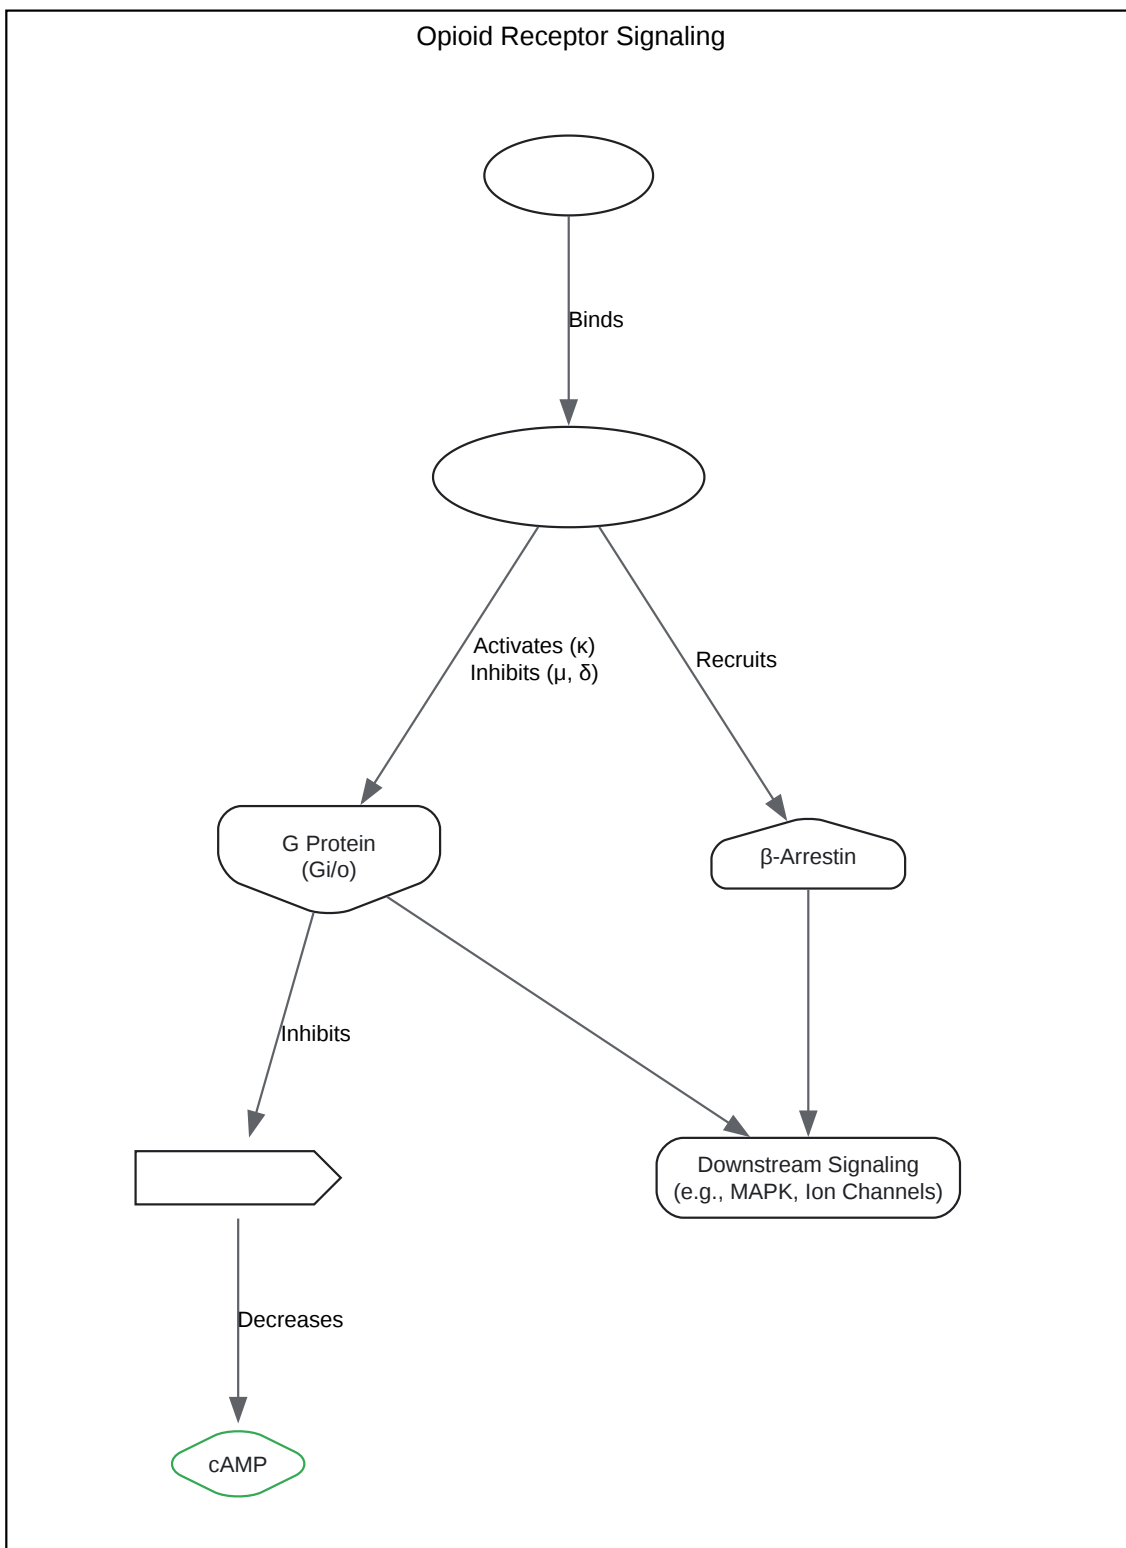 Opioid Receptor Signaling
Binds
Activates (κ)
Inhibits (μ, δ)
Recruits
G Protein
(Gi/o)
β-Arrestin
Inhibits
Downstream Signaling
(e.g., MAPK, Ion Channels)
Decreases
cAMP